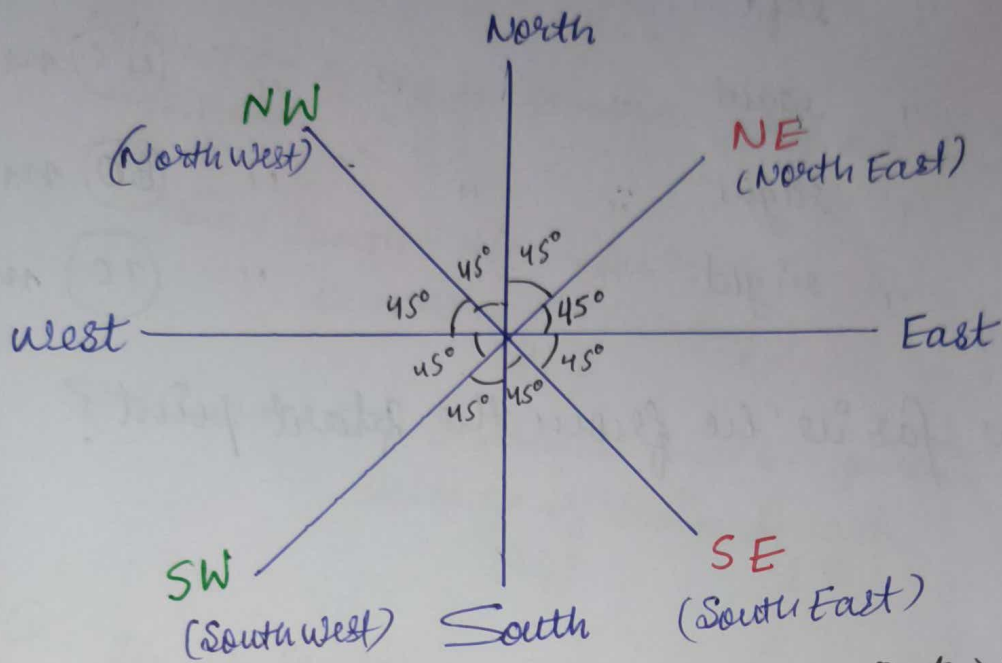 North
NW
(North West)
NE
(North East)
45°
45°
45°
45°
West
East
45°
45°
45°
45°
SW
(South West)
South
SE
(South East)